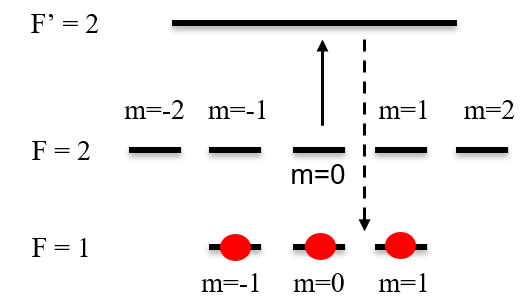 F’ = 2
m=-2 m=-1 m=1 m=2
F = 2
m=0
F = 1
m=-1 m=0 m=1